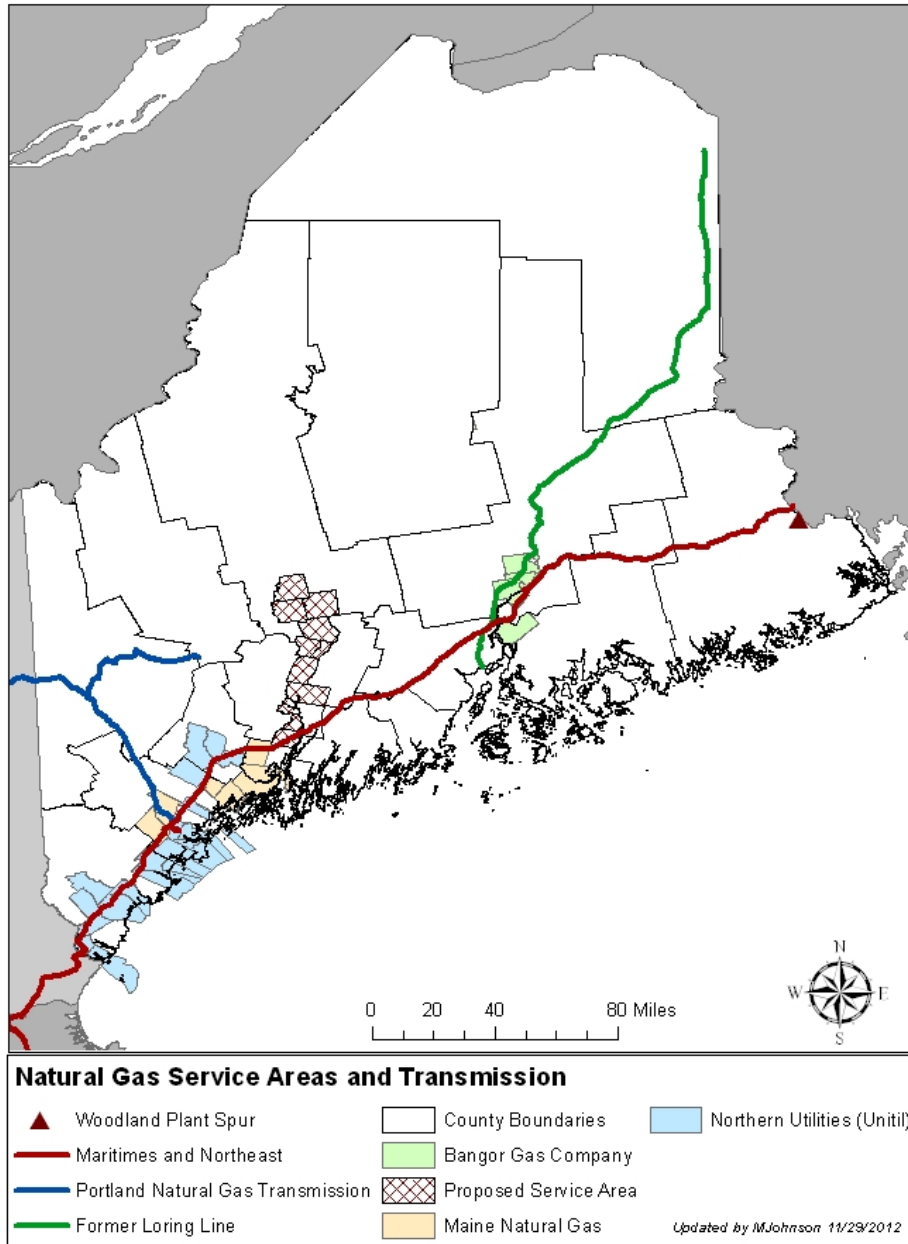 N
W E
S
0 20 40 80 Miles
Natural Gas Service Areas and Transmission
Woodland Plant Spur
County Boundaries
Northern Utilities (Unitil)
Maritimes and Northeast
Bangor Gas Company
Portland Natural Gas Transmission
Proposed Service Area
Former Loring Line
Maine Natural Gas
Updated by MJohnson 11/29/2012